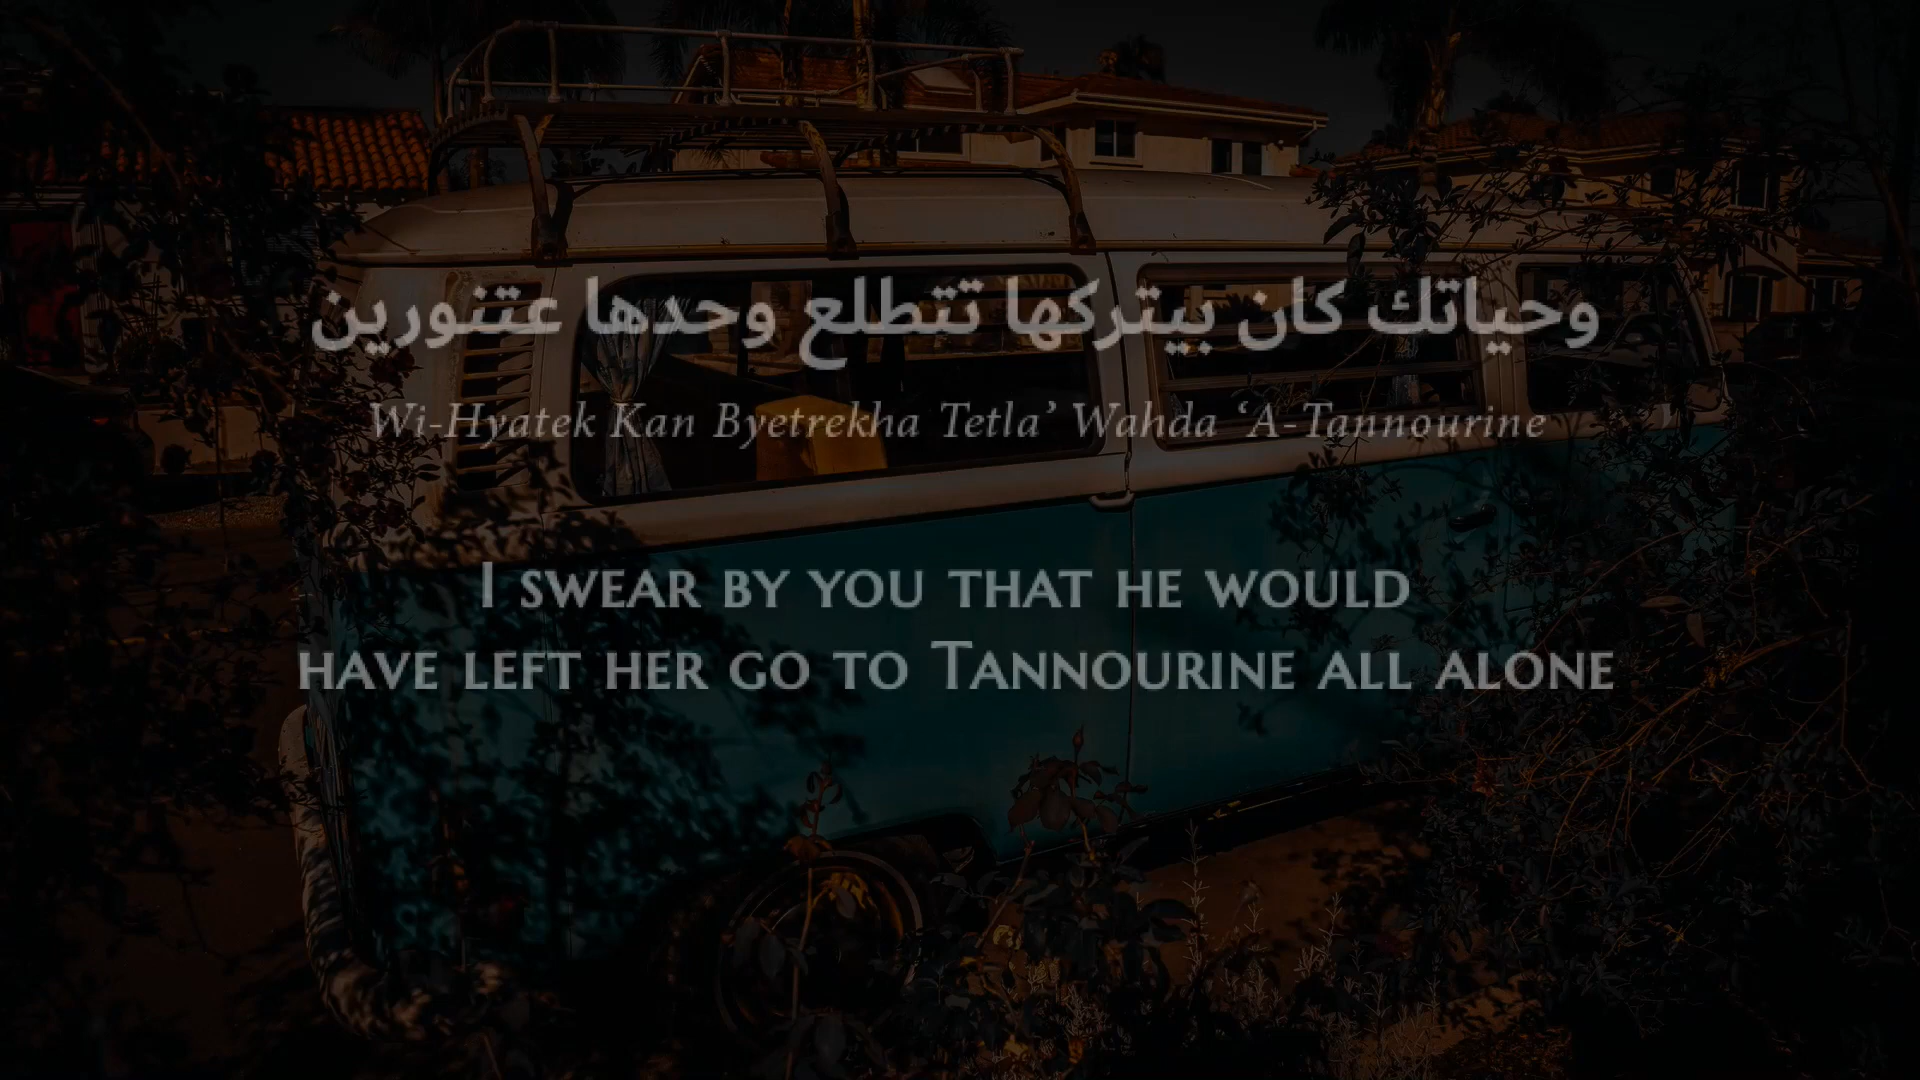 وحياتك كان بيتركها تتطلع وحدها عتنورين
Wi-Hyatek Kan Byetrekha Tetla’ Wahda ‘A-Tannourine
I swear by you that he would
have left her go to Tannourine all alone